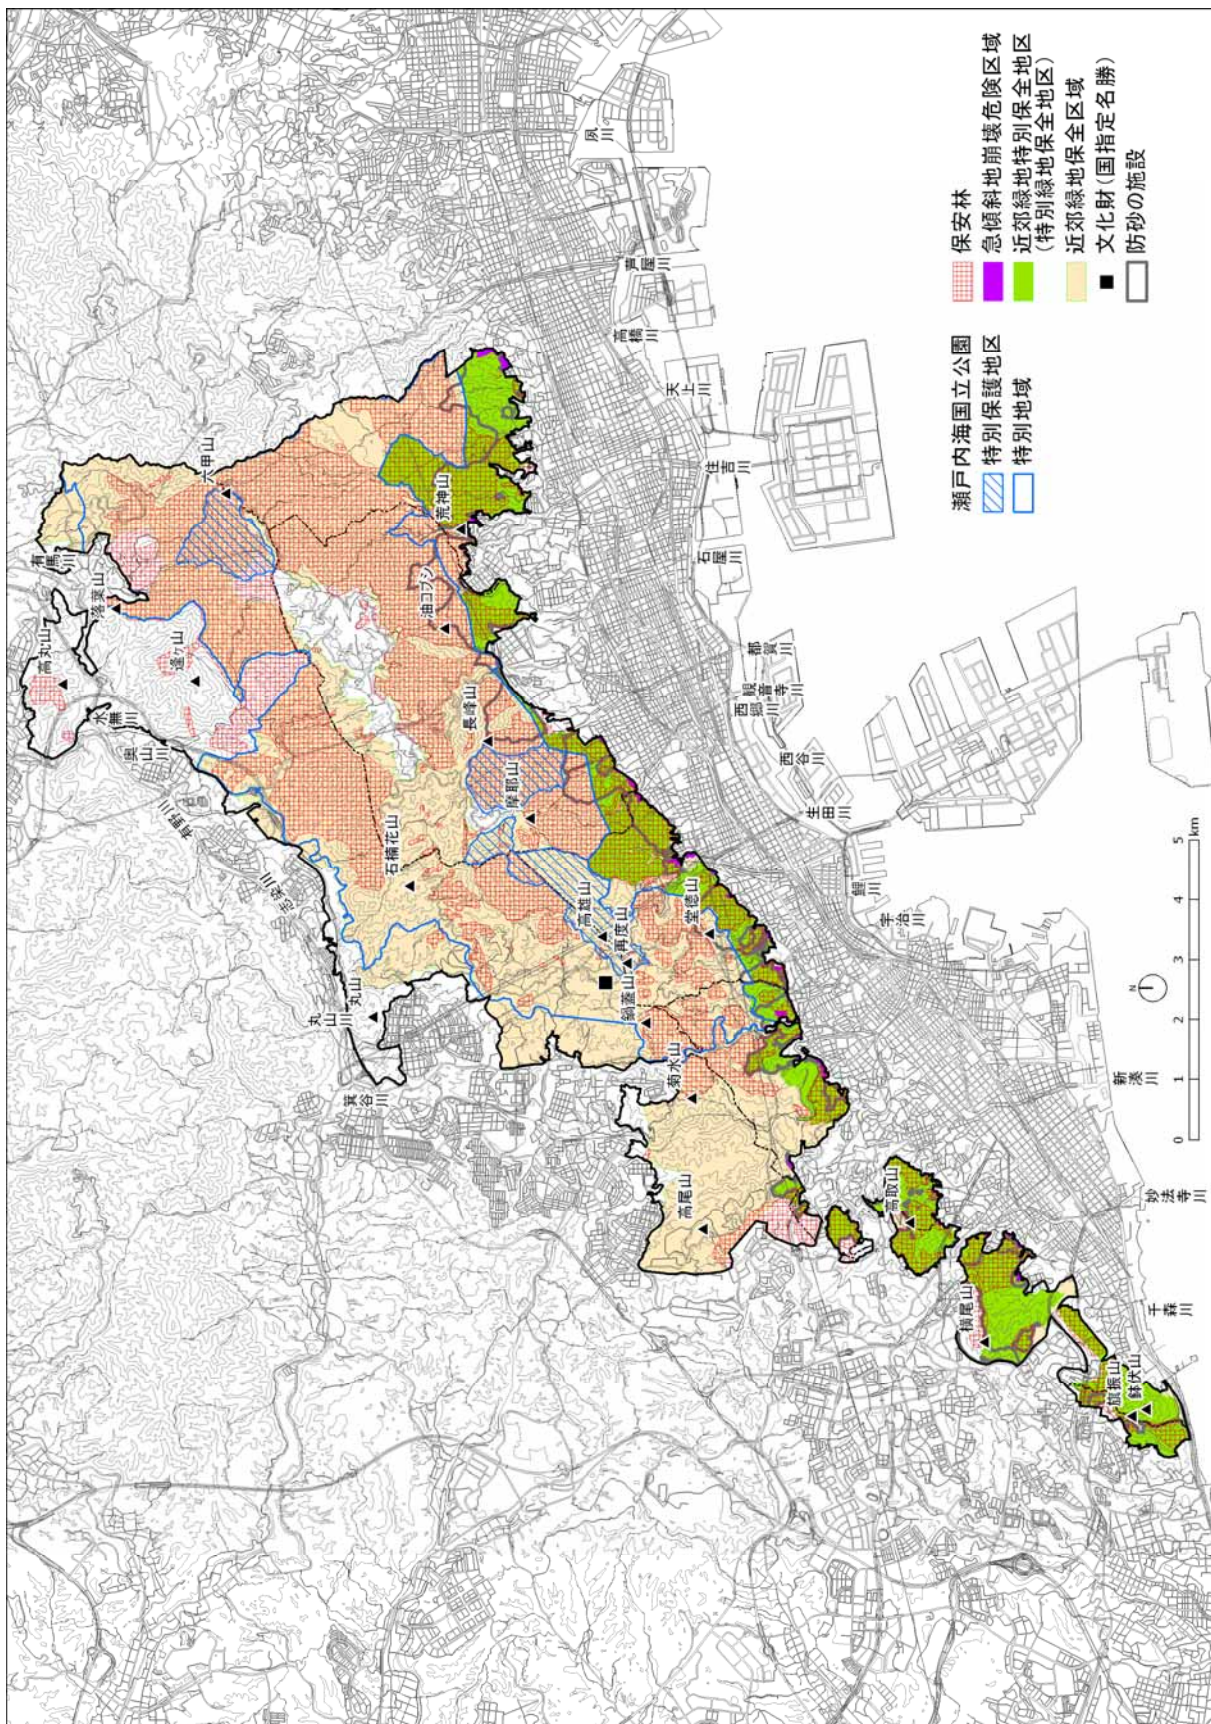 有馬川
高丸山
落葉山
六甲山
水無川
逢ヶ山
奥山川
有野川
志染川
荒神山
油コブシ
長峰山
石楠花山
摩耶山
丸山川
丸山
高雄山
再度山
堂徳山
箕谷川
鍋蓋山
菊水山
高尾山
高取山
横尾山
旗振山
鉢伏山
夙川
芦屋川
高橋川
天上川
住吉川
石屋川
都賀川
観音寺川
西郷川
西谷川
生田川
鯉川
宇治川
新湊川
妙法寺川
千森川
瀬戸内海国立公園
特別保護地区
特別地域
保安林
急傾斜地崩壊危険区域
近郊緑地特別保全地区
(特別緑地保全地区)
近郊緑地保全区域
文化財(国指定名勝)
防砂の施設
N
0 1 2 3 4 5 km